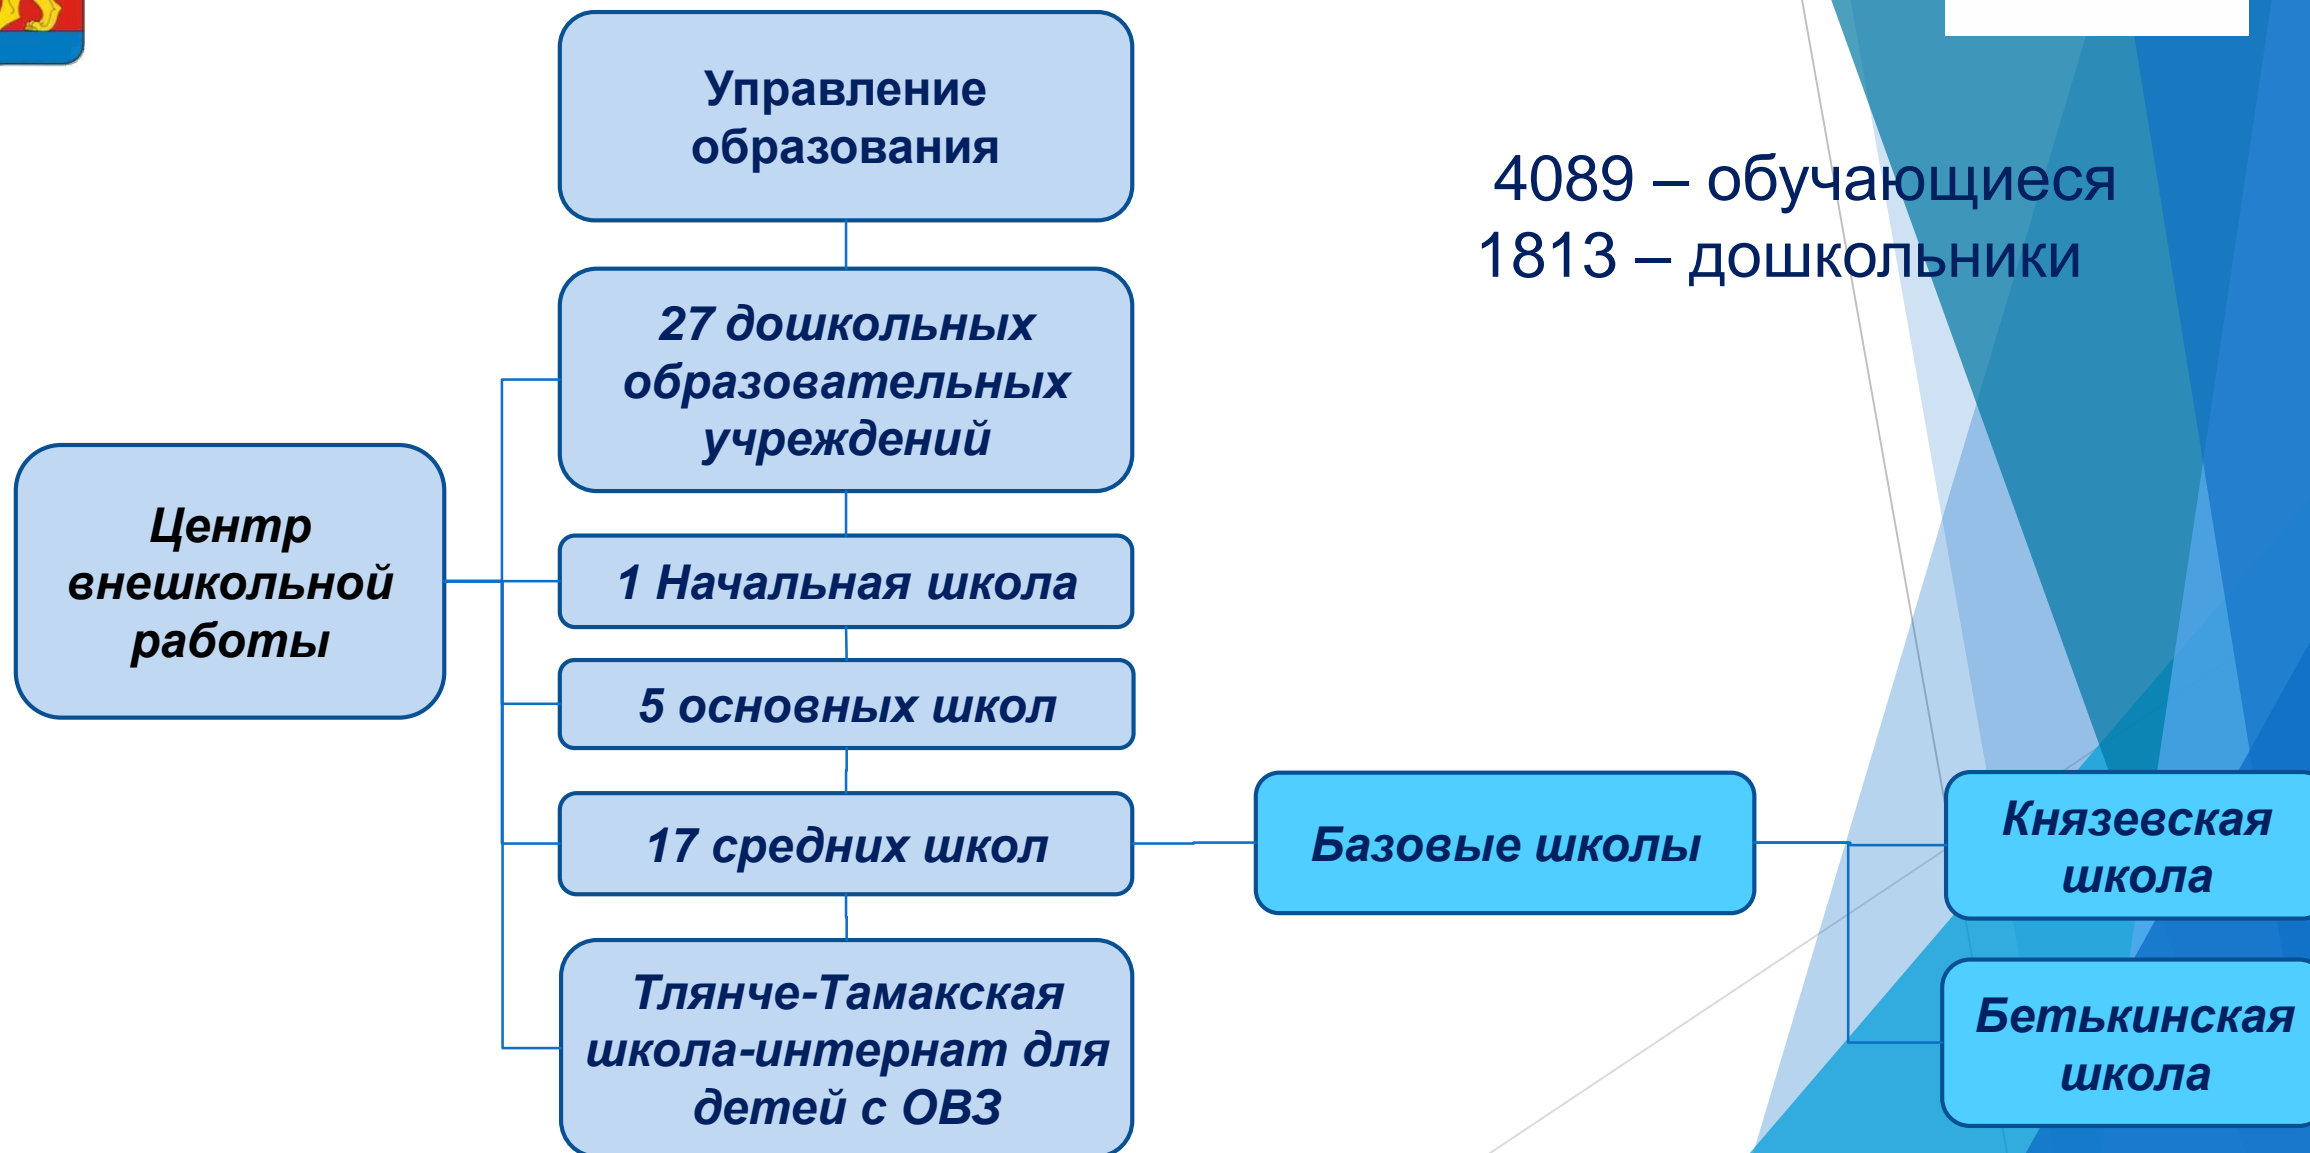 Управление
образования
4089 – обучающиеся
1813 – дошкольники
27 дошкольных
образовательных
учреждений
Центр
внешкольной
работы
1 Начальная школа
5 основных школ
17 средних школ
Базовые школы
Князевская
школа
Бетькинская
школа
Тлянче-Тамакская
школа-интернат для
детей с ОВЗ